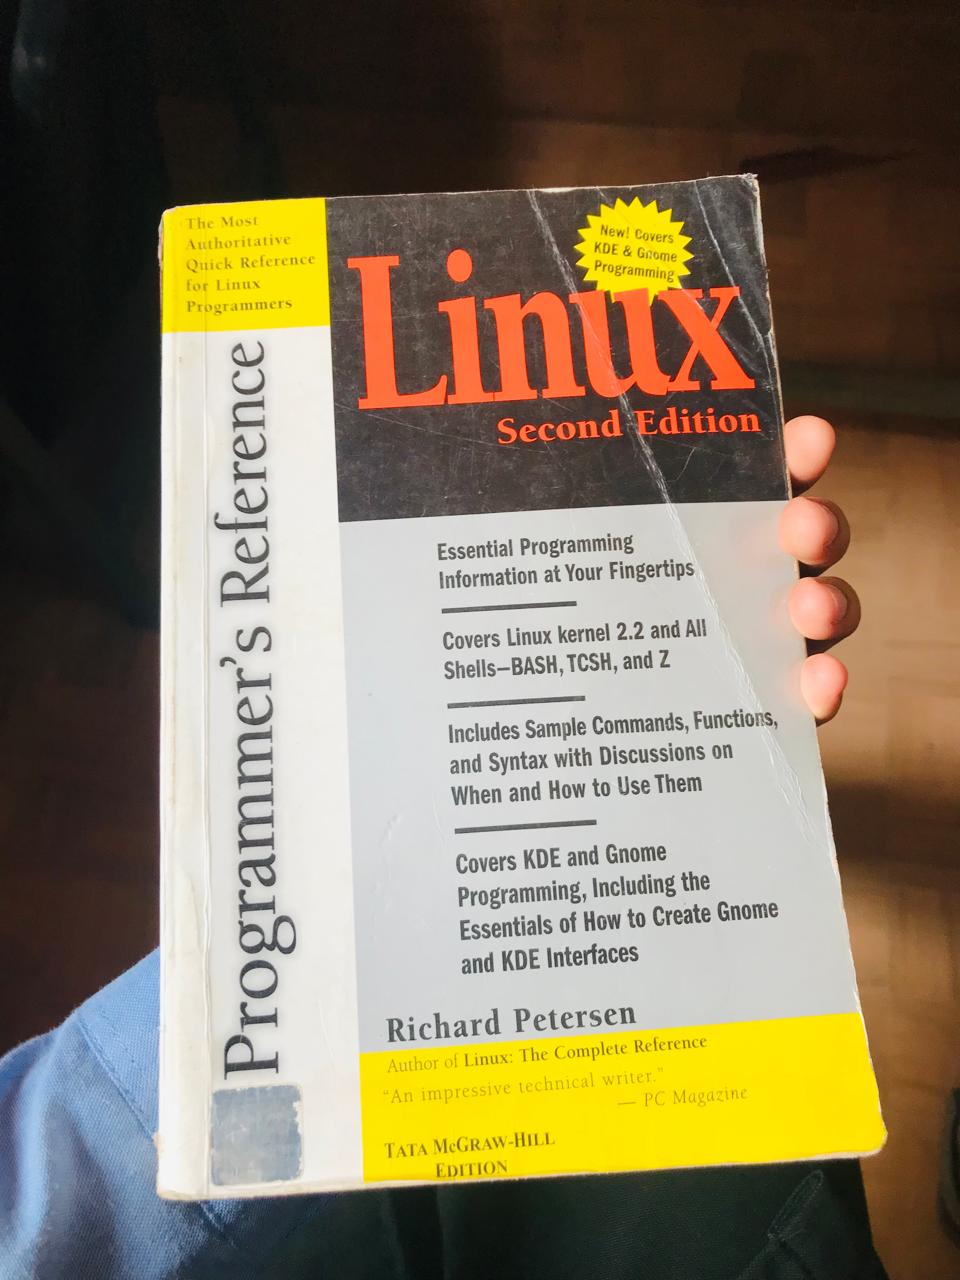 The Most
Authoritative
Quick Reference
for Linux
Programmers
Programmer's Reference
New! Covers
KDE & Gnome
Programming
Linux
Second Edition
Essential Programming
Information at Your Fingertips
Covers Linux kernel 2.2 and All
Shells—BASH, TCSH, and Z
Includes Sample Commands, Functions,
and Syntax with Discussions on
When and How to Use Them
Covers KDE and Gnome
Programming, Including the
Essentials of How to Create Gnome
and KDE Interfaces
Richard Petersen
Author of Linux: The Complete Reference
“An impressive technical writer.”
— PC Magazine
TATA McGRAW-HILL
EDITION